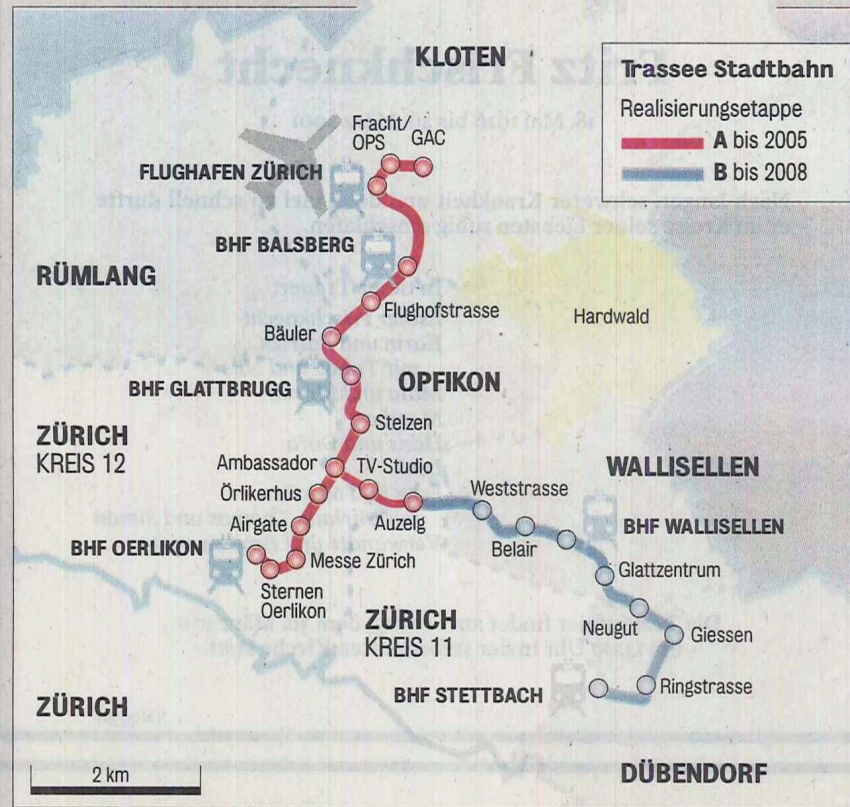 KLOTEN
Trassee Stadtbahn
Realisierungsetappe
A bis 2005
B bis 2008
Fracht/
OPS
GAC
FLUGHAFEN ZÜRICH
BHF BALSBERG
RÜMLANG
Flughofstrasse
Hardwald
Bäuler
BHF GLATTBRUGG
OPFIKON
Stelzen
ZÜRICH
KREIS 12
Ambassador
TV-Studio
WALLISELLEN
Örlikerhus
Weststrasse
Airgate
Auzelg
BHF WALLISELLEN
BHF OERLIKON
Belair
Messe Zürich
Glattzentrum
Sternen
Oerlikon
ZÜRICH
KREIS 11
Neugut
Giessen
BHF STETTBACH
Ringstrasse
ZÜRICH
2 km
DÜBENDORF